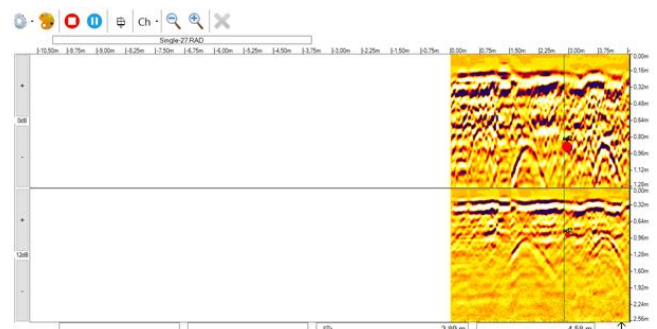 Ch
Single-27.RAD
|-10,50m |-9,75m |-9,00m |-8,25m |-7,50m |-6,75m |-6,00m |-5,25m |-4,50m |-3,75m |-3,00m |-2,25m |-1,50m |-0,75m |0,00m |0,75m |1,50m |2,25m |3,00m |3,75m
0,00m
0,16m
+
0,32m
0,48m
0dB
0,64m
0,80m
-
0,96m
1,12m
1,28m
0,00m
0,32m
+
0,64m
0,96m
12dB
1,28m
1,60m
-
1,92m
2,24m
2,56m